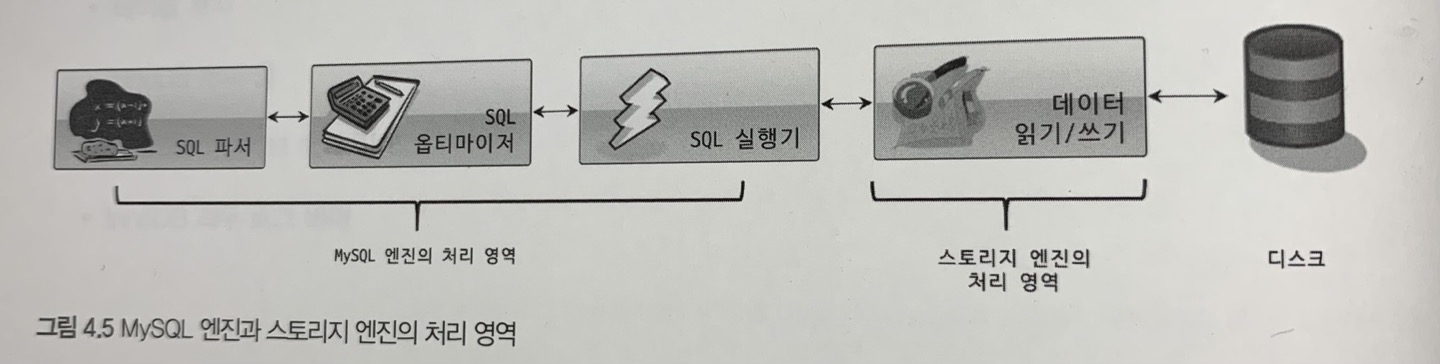 SQL 파서
SQL
옵티마이저
SQL 실행기
데이터
읽기/쓰기
MySQL 엔진의 처리 영역
스토리지 엔진의
처리 영역
디스크
그림 4.5 MySQL 엔진과 스토리지 엔진의 처리 영역